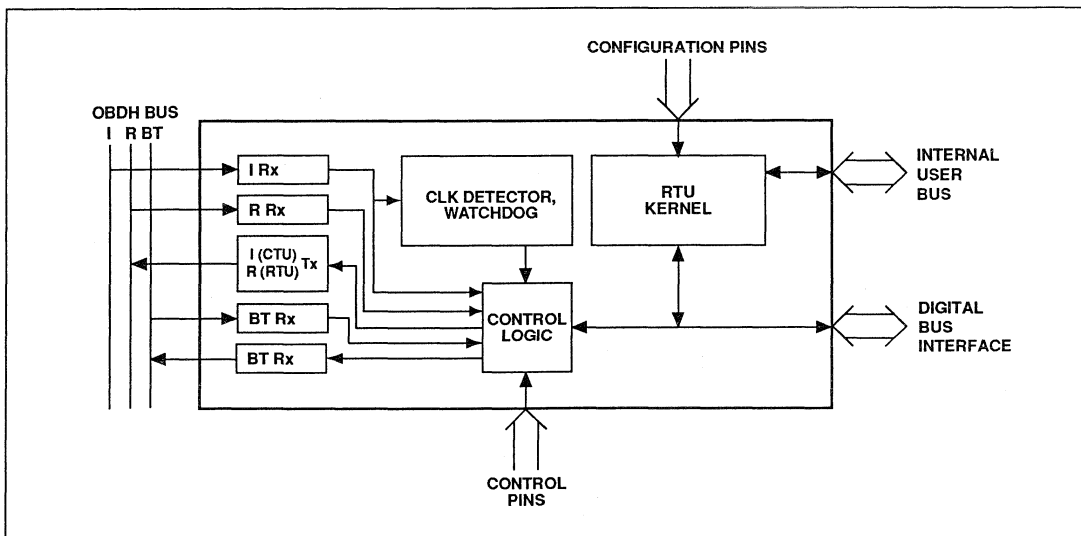 CONFIGURATION PINS
OBDH BUS
I R BT
I Rx
R Rx
I (CTU)
R (RTU) Tx
BT Rx
BT Rx
CLK DETECTOR,
WATCHDOG
RTU
KERNEL
CONTROL
LOGIC
INTERNAL
USER
BUS
DIGITAL
BUS
INTERFACE
CONTROL
PINS